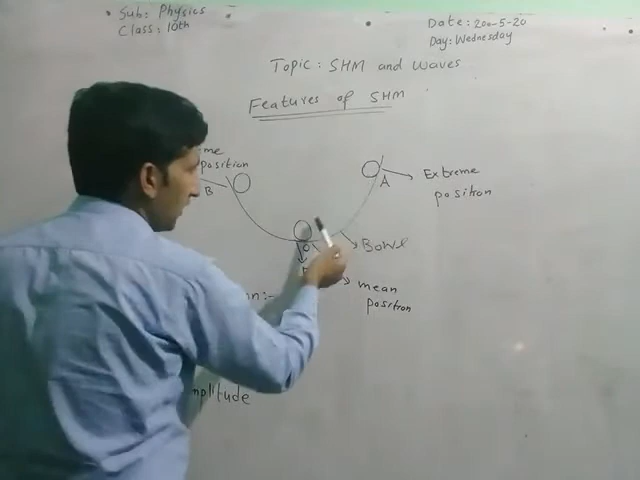 Sub: Physics
Class: 10th
Date: 20-5-20
Day: Wednesday
Topic: SHM and waves
Features of SHM
me
position
B
A
Extreme
position
O
Bowl
n:-
mean
position
mplitude